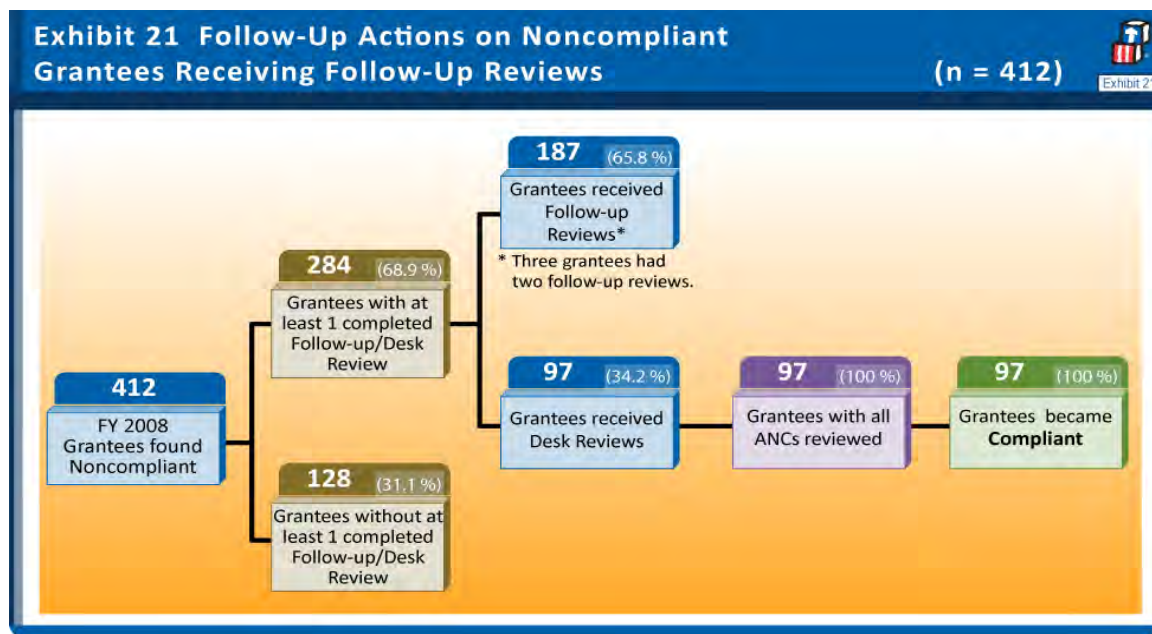 Exhibit 21 Follow-Up Actions on Noncompliant
Grantees Receiving Follow-Up Reviews
(n = 412)
Exhibit 21
187 (65.8 %)
Grantees received
Follow-up
Reviews*
* Three grantees had
two follow-up reviews.
284 (68.9 %)
Grantees with at
least 1 completed
Follow-up/Desk
Review
412
FY 2008
Grantees found
Noncompliant
97 (34.2 %)
Grantees received
Desk Reviews
97 (100 %)
Grantees with all
ANCs reviewed
97 (100 %)
Grantees became
Compliant
128 (31.1 %)
Grantees without at
least 1 completed
Follow-up/Desk
Review